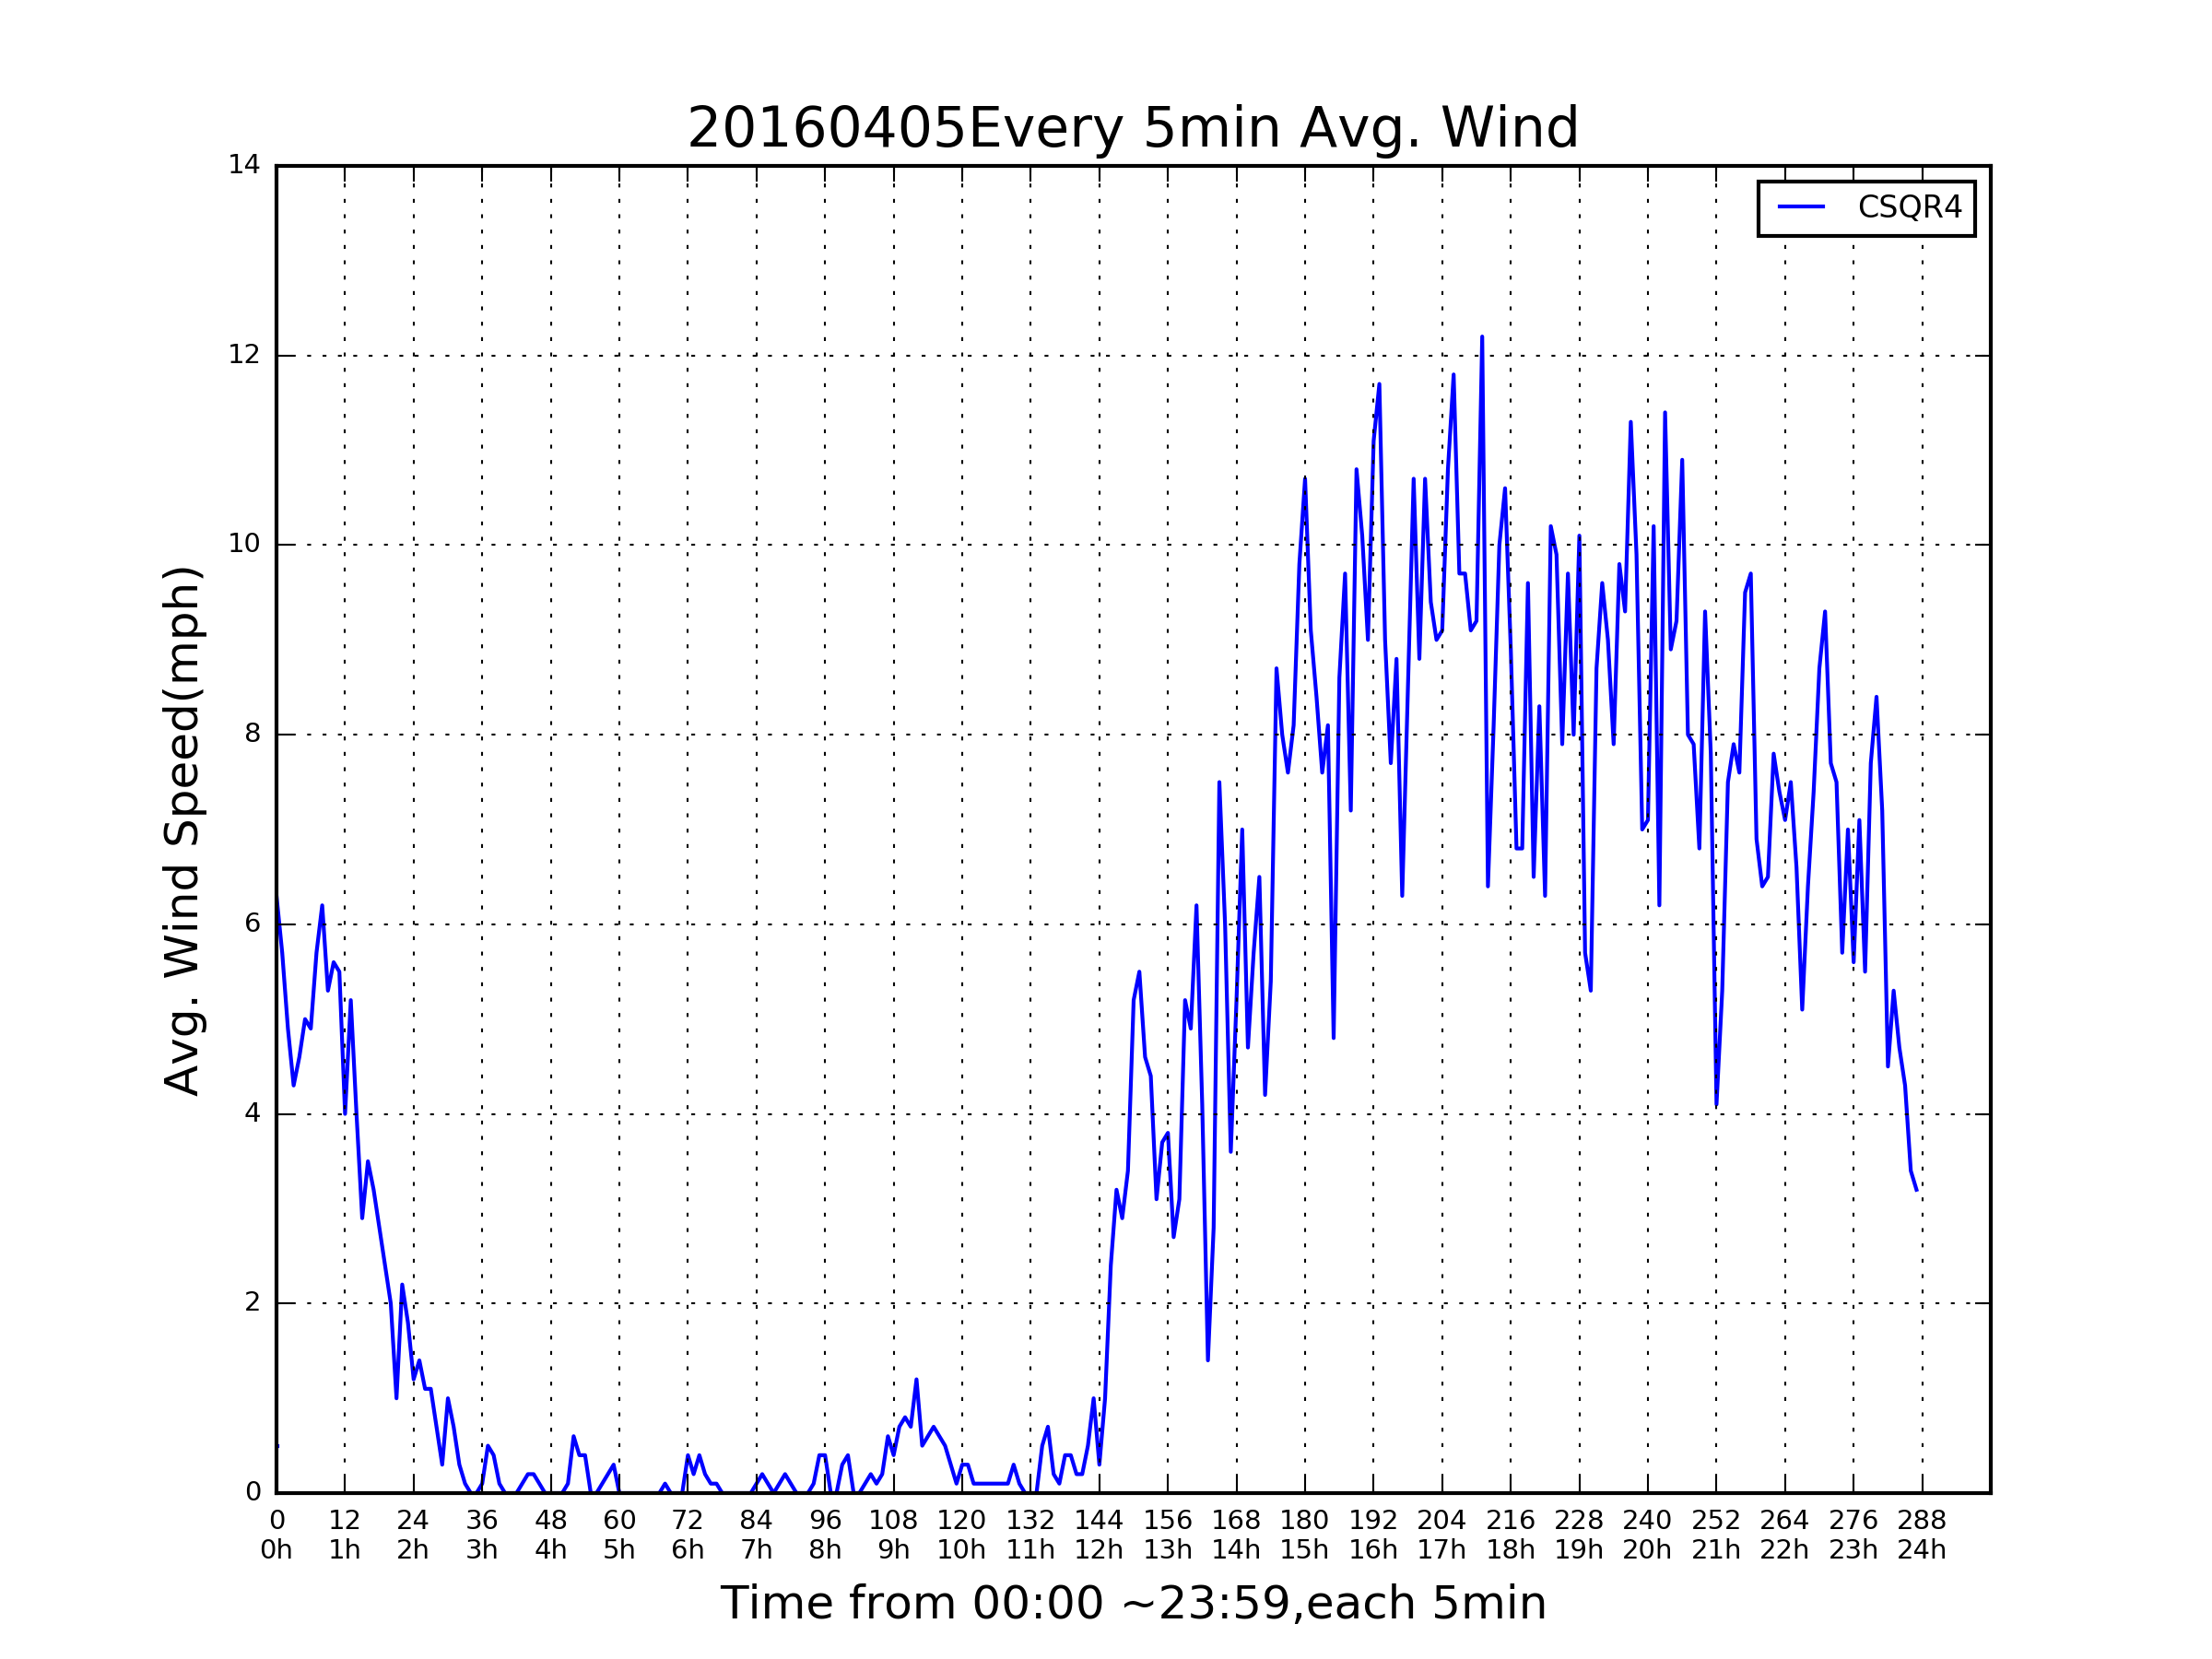 20160405Every 5min Avg. Wind
CSQR4
Avg. Wind Speed(mph)
14
12
10
8
6
4
2
0
0 12 24 36 48 60 72 84 96 108 120 132 144 156 168 180 192 204 216 228 240 252 264 276 288
0h 1h 2h 3h 4h 5h 6h 7h 8h 9h 10h 11h 12h 13h 14h 15h 16h 17h 18h 19h 20h 21h 22h 23h 24h
Time from 00:00 ~23:59,each 5min